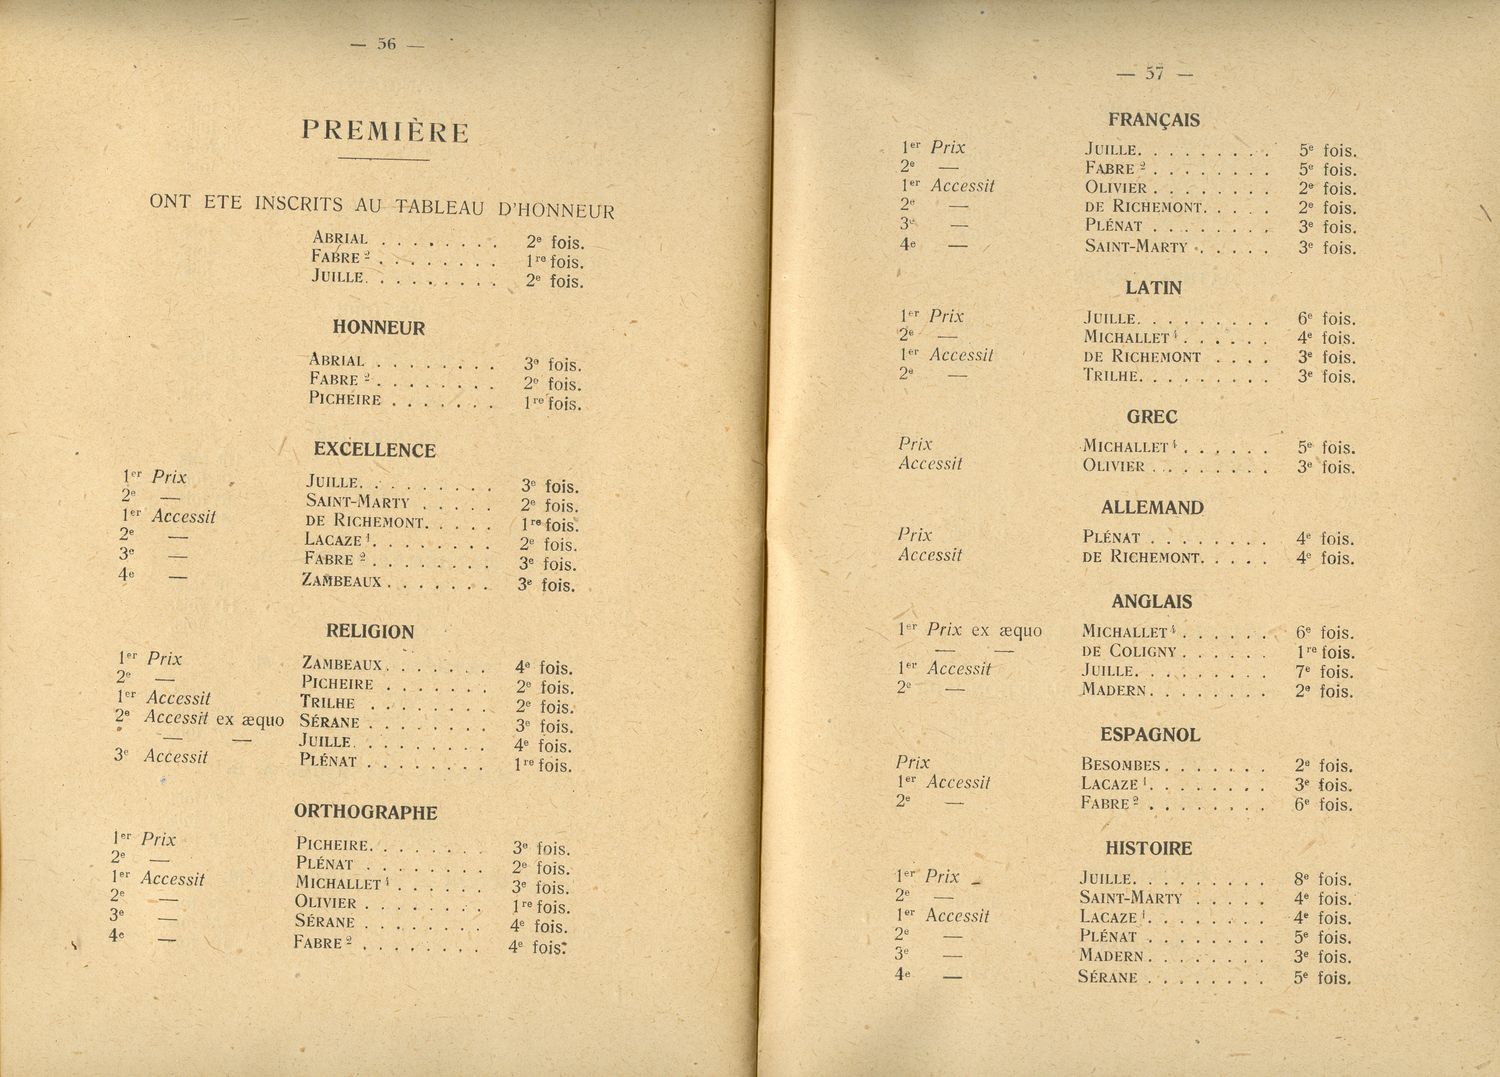 — 56 —
PREMIÈRE
ONT ETE INSCRITS AU TABLEAU D'HONNEUR
ABRIAL . . . . . . . 2e fois.
FABRE 2 . . . . . . . 1re fois.
JUILLE. . . . . . . . 2e fois.
HONNEUR
ABRIAL . . . . . . . 3e fois.
FABRE 2 . . . . . . . 2e fois.
PICHEIRE . . . . . . 1re fois.
EXCELLENCE
1er Prix JUILLE. . . . . . . . 3e fois.
2e — SAINT-MARTY . . . . . 2e fois.
1er Accessit DE RICHEMONT. . . . . 1re fois.
2e — LACAZE 1. . . . . . . 2e fois.
3e — FABRE 2 . . . . . . . 3e fois.
4e — ZAMBEAUX . . . . . . . 3e fois.
RELIGION
1er Prix ZAMBEAUX. . . . . . 4e fois.
2e — PICHEIRE . . . . . . 2e fois.
1er Accessit TRILHE . . . . . . . 2e fois.
2e Accessit ex æquo SÉRANE . . . . . . . 3e fois.
— — JUILLE. . . . . . . . 4e fois.
3e Accessit PLÉNAT . . . . . . . 1re fois.
ORTHOGRAPHE
1er Prix PICHEIRE. . . . . . . 3e fois.
2e — PLÉNAT . . . . . . . 2e fois.
1er Accessit MICHALLET 4 . . . . . 3e fois.
2e — OLIVIER . . . . . . . 1re fois.
3e — SÉRANE . . . . . . . 4e fois.
4e — FABRE 2 . . . . . . . 4e fois.
— 57 —
FRANÇAIS
1er Prix JUILLE. . . . . . . . 5e fois.
2e — FABRE 2 . . . . . . . 5e fois.
1er Accessit OLIVIER . . . . . . . 2e fois.
2e — DE RICHEMONT. . . . . 2e fois.
3e — PLÉNAT . . . . . . . 3e fois.
4e — SAINT-MARTY . . . . . 3e fois.
LATIN
1er Prix JUILLE. . . . . . . . 6e fois.
2e — MICHALLET 4 . . . . . . 4e fois.
1er Accessit DE RICHEMONT . . . . 3e fois.
2e — TRILHE. . . . . . . . 3e fois.
GREC
Prix MICHALLET 4 . . . . . . 5e fois.
Accessit OLIVIER . . . . . . . 3e fois.
ALLEMAND
Prix PLÉNAT . . . . . . . 4e fois.
Accessit DE RICHEMONT. . . . . 4e fois.
ANGLAIS
1er Prix ex æquo MICHALLET 4 . . . . . . 6e fois.
— — DE COLIGNY . . . . . . 1re fois.
1er Accessit JUILLE. . . . . . . . 7e fois.
2e — MADERN. . . . . . . . 2e fois.
ESPAGNOL
Prix BESOMBES. . . . . . . 2e fois.
1er Accessit LACAZE 1. . . . . . . 3e fois.
2e — FABRE 2 . . . . . . . 6e fois.
HISTOIRE
1er Prix JUILLE. . . . . . . . 8e fois.
2e — SAINT-MARTY . . . . . 4e fois.
1er Accessit LACAZE 1. . . . . . . 4e fois.
2e — PLÉNAT . . . . . . . 5e fois.
3e — MADERN . . . . . . . 3e fois.
4e — SÉRANE . . . . . . . 5e fois.